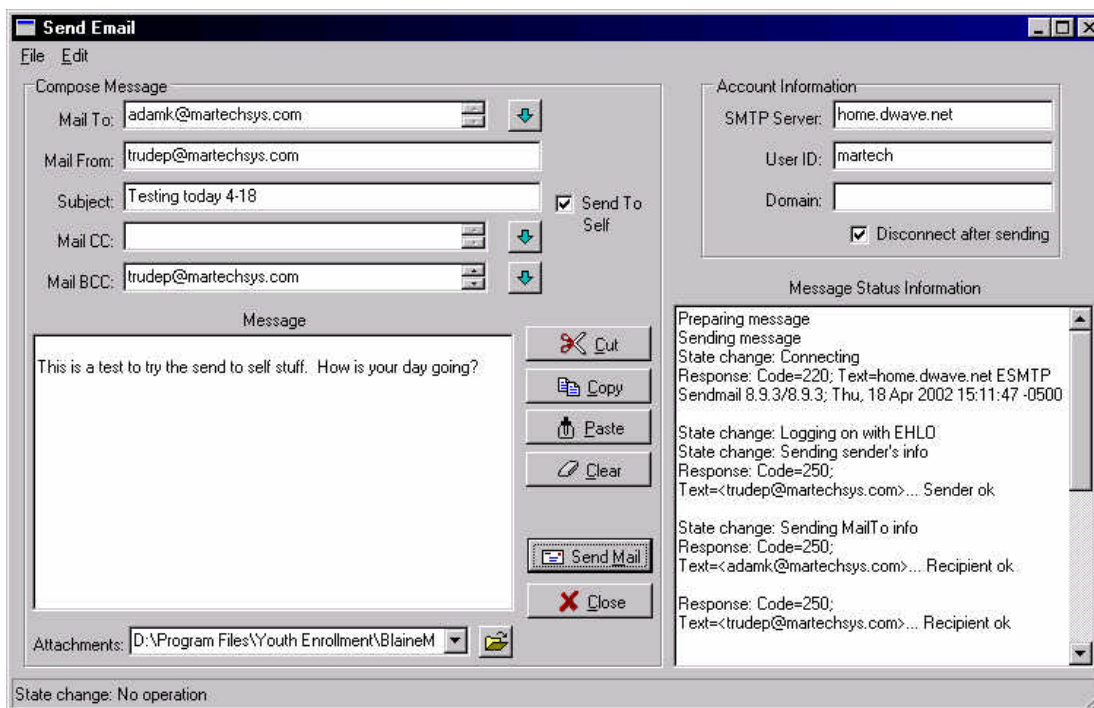 Send Email
File Edit
Compose Message
Mail To: adamk@martechsys.com
Mail From: trudep@martechsys.com
Subject: Testing today 4-18
Send To
Self
Mail CC:
Mail BCC: trudep@martechsys.com
Message
This is a test to try the send to self stuff. How is your day going?
Cut
Copy
Paste
Clear
Send Mail
Close
Attachments: D:\Program Files\Youth Enrollment\BlaineM
Account Information
SMTP Server: home.dwave.net
User ID: martech
Domain:
Disconnect after sending
Message Status Information
Preparing message
Sending message
State change: Connecting
Response: Code=220; Text=home.dwave.net ESMTP
Sendmail 8.9.3/8.9.3; Thu, 18 Apr 2002 15:11:47 -0500
State change: Logging on with EHLO
State change: Sending sender's info
Response: Code=250;
Text=<trudep@martechsys.com>... Sender ok
State change: Sending MailTo info
Response: Code=250;
Text=<adamk@martechsys.com>... Recipient ok
Response: Code=250;
Text=<trudep@martechsys.com>... Recipient ok
State change: No operation